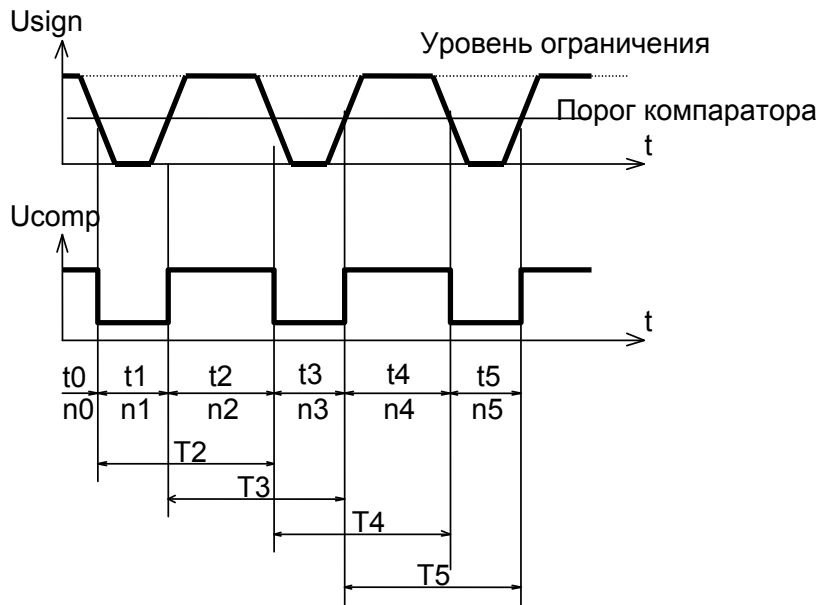 Usign
Уровень ограничения
Порог компаратора
t
Ucomp
t
t0 t1 t2 t3 t4 t5
n0 n1 n2 n3 n4 n5
T2
T3
T4
T5